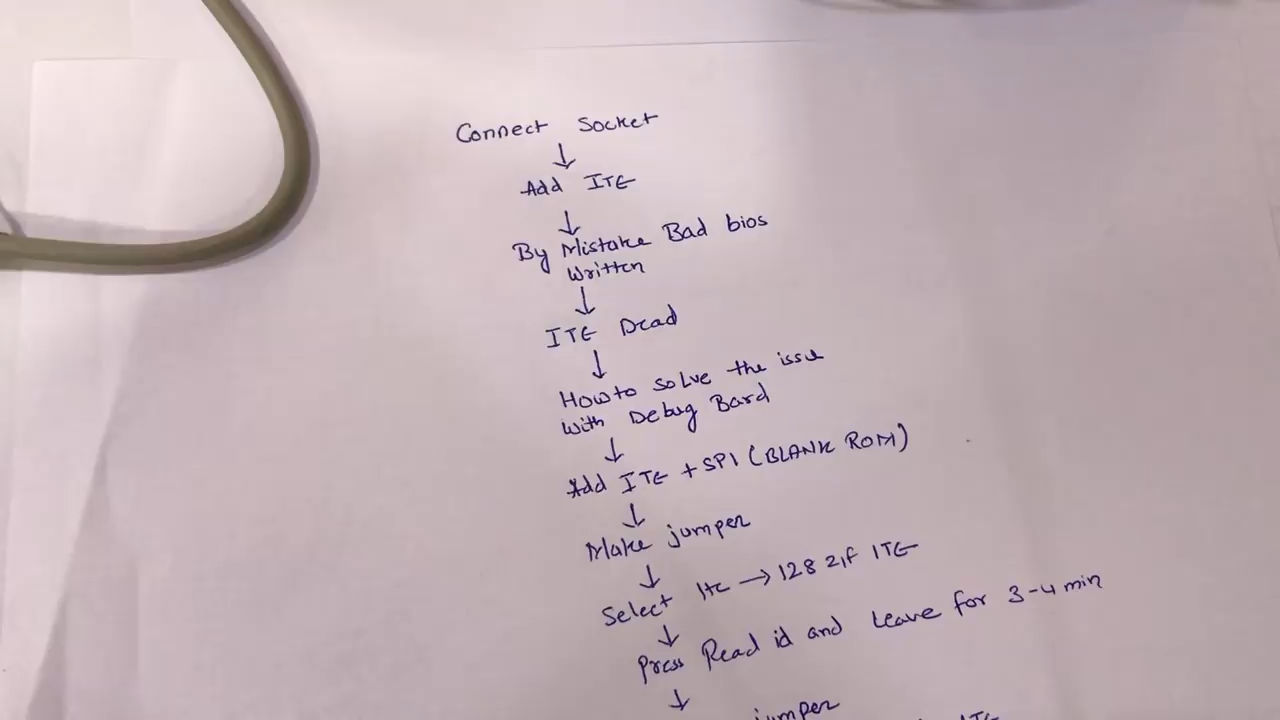 Connect Socket
↓
Add ITE
↓
By Mistake Bad bios
Written
↓
ITE Dead
↓
How to solve the issue
With Debug Bard
↓
Add ITE + SPI (BLANK ROM)
↓
Make jumper
↓
Select Ite → 128 zif ITE
↓
Press Read id and Leave for 3-4 min
↓
jumper
ITE